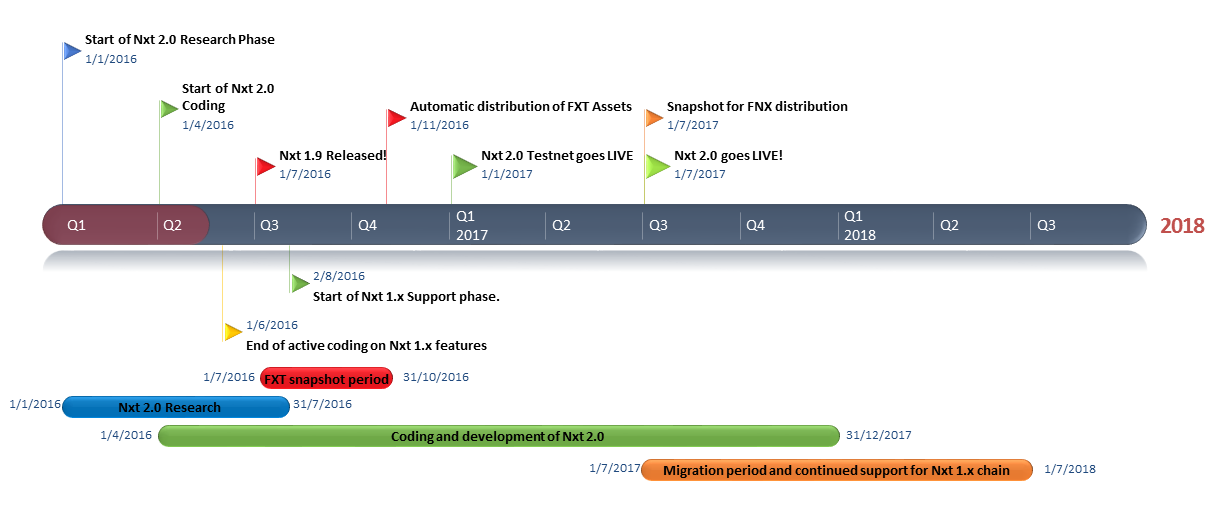 Start of Nxt 2.0 Research Phase
1/1/2016
Start of Nxt 2.0
Coding
1/4/2016
Automatic distribution of FXT Assets
1/11/2016
Snapshot for FNX distribution
1/7/2017
Nxt 1.9 Released!
1/7/2016
Nxt 2.0 Testnet goes LIVE
1/1/2017
Nxt 2.0 goes LIVE!
1/7/2017
Q1
Q2
Q3
Q4
Q1
2017
Q2
Q3
Q4
Q1
2018
Q2
Q3
2018
2/8/2016
Start of Nxt 1.x Support phase.
1/6/2016
End of active coding on Nxt 1.x features
1/7/2016
FXT snapshot period
31/10/2016
1/1/2016
Nxt 2.0 Research
31/7/2016
1/4/2016
Coding and development of Nxt 2.0
31/12/2017
1/7/2017
Migration period and continued support for Nxt 1.x chain
1/7/2018